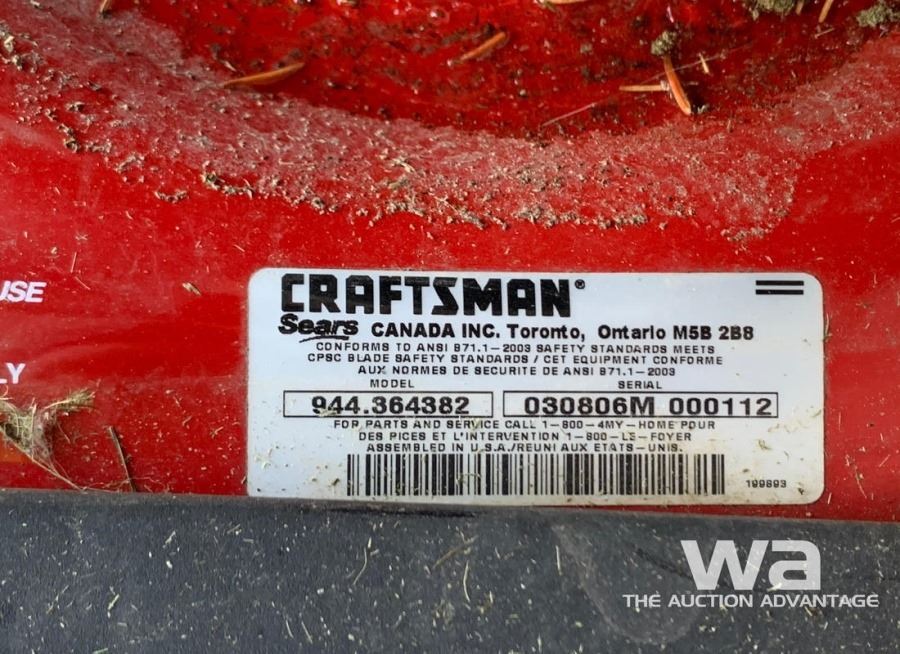 USE
LY
CRAFTSMAN®
Sears CANADA INC. Toronto, Ontario M5B 2B8
CONFORMS TO ANSI B71.1-2003 SAFETY STANDARDS MEETS
CPSC BLADE SAFETY STANDARDS / CET EQUIPMENT CONFORME
AUX NORMES DE SECURITE DE ANSI B71.1-2003
MODEL SERIAL
944.364382 030806M 000112
FOR PARTS AND SERVICE CALL 1-800-4MY-HOME POUR
DES PICES ET L'INTERVENTION 1-800-LS-FOYER
ASSEMBLED IN U.S.A./REUNI AUX ETATS-UNIS.
199893
wa
THE AUCTION ADVANTAGE